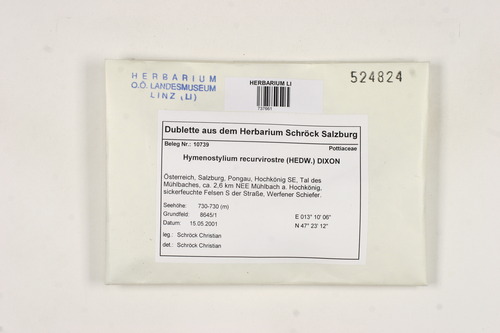 HERBARIUM
O.Ö. LANDESMUSEUM
LINZ (LI)
HERBARIUM LI
737661
524824
Dublette aus dem Herbarium Schröck Salzburg
Beleg Nr.: 10739
Pottiaceae
Hymenostylium recurvirostre (HEDW.) DIXON
Österreich, Salzburg, Pongau, Hochkönig SE, Tal des
Mühlbaches, ca. 2,6 km NEE Mühlbach a. Hochkönig,
sickerfeuchte Felsen S der Straße, Werfener Schiefer.
Seehöhe: 730-730 (m)
Grundfeld: 8645/1 E 013° 10' 06"
Datum: 15.05.2001 N 47° 23' 12"
leg.: Schröck Christian
det.: Schröck Christian